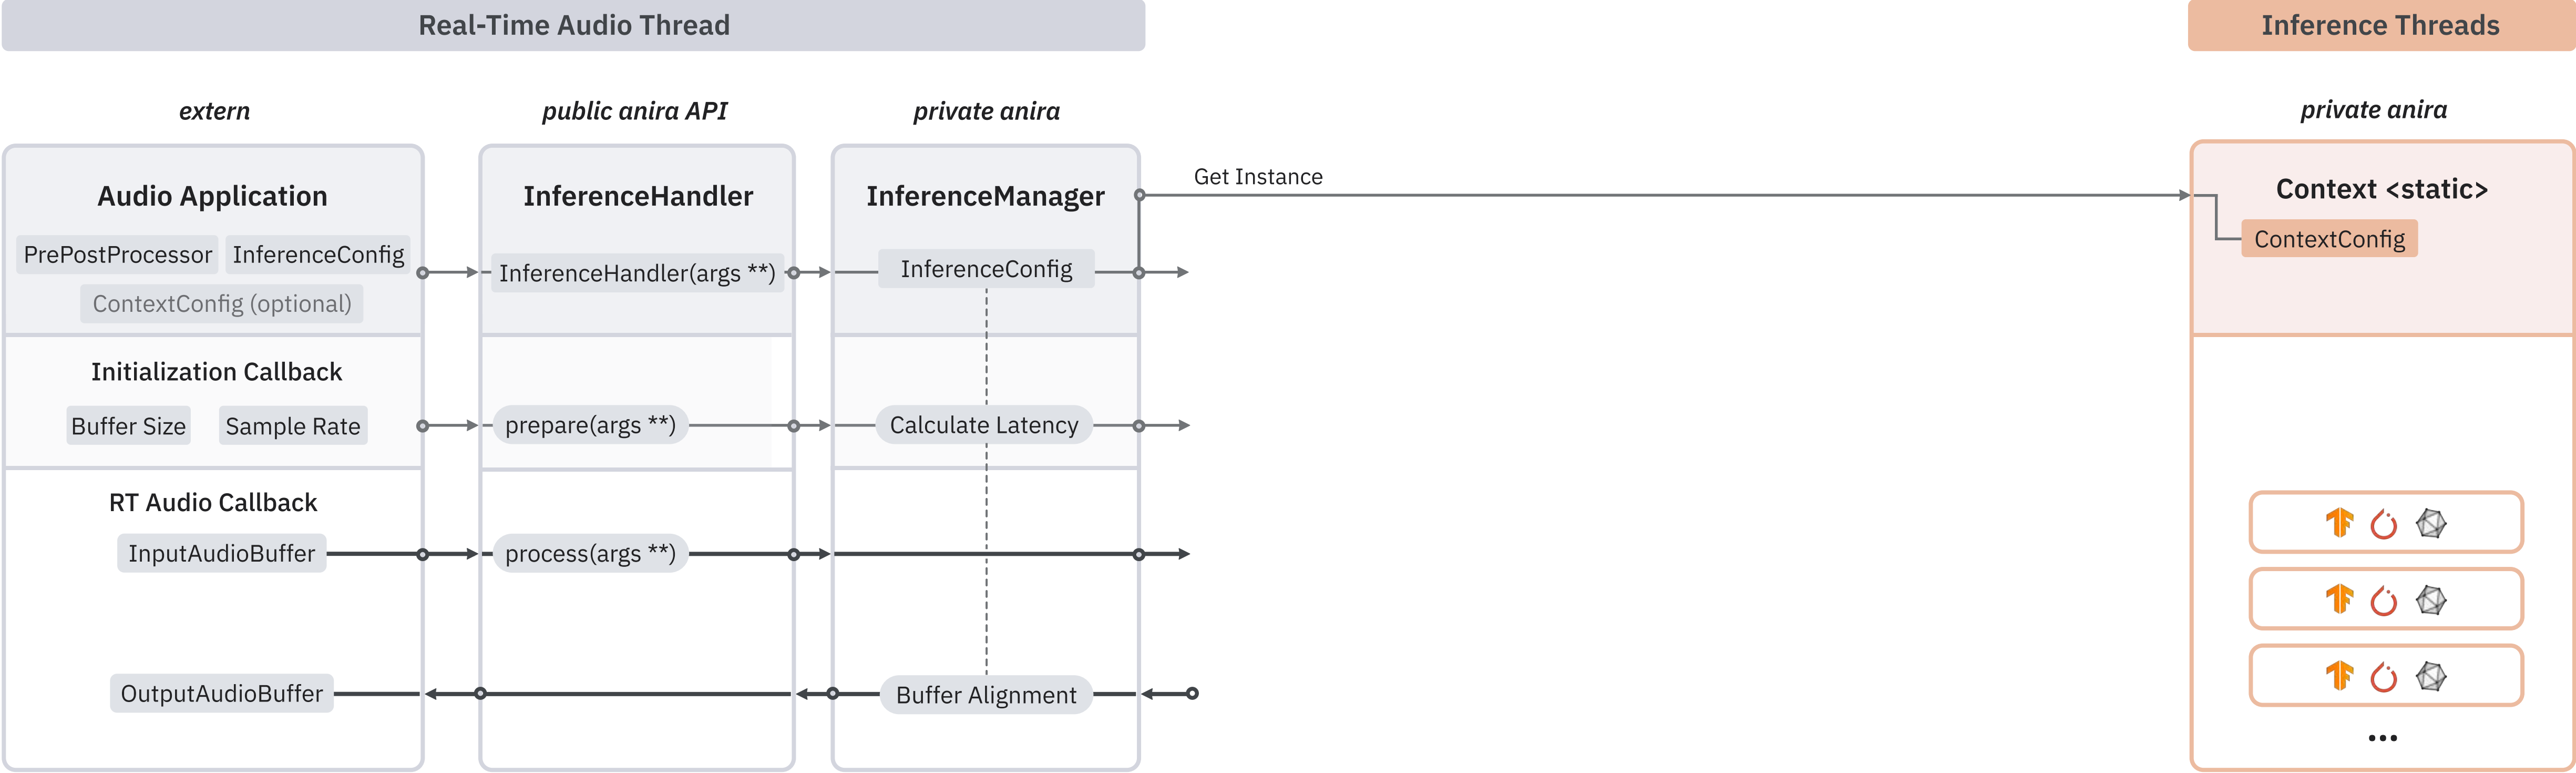 Real-Time Audio Thread
Inference Threads
extern
public anira API
private anira
private anira
Audio Application
PrePostProcessor
InferenceConfig
ContextConfig (optional)
InferenceHandler
InferenceHandler(args **)
InferenceManager
InferenceConfig
Get Instance
Context <static>
ContextConfig
Initialization Callback
Buffer Size
Sample Rate
prepare(args **)
Calculate Latency
RT Audio Callback
InputAudioBuffer
process(args **)
OutputAudioBuffer
Buffer Alignment
...